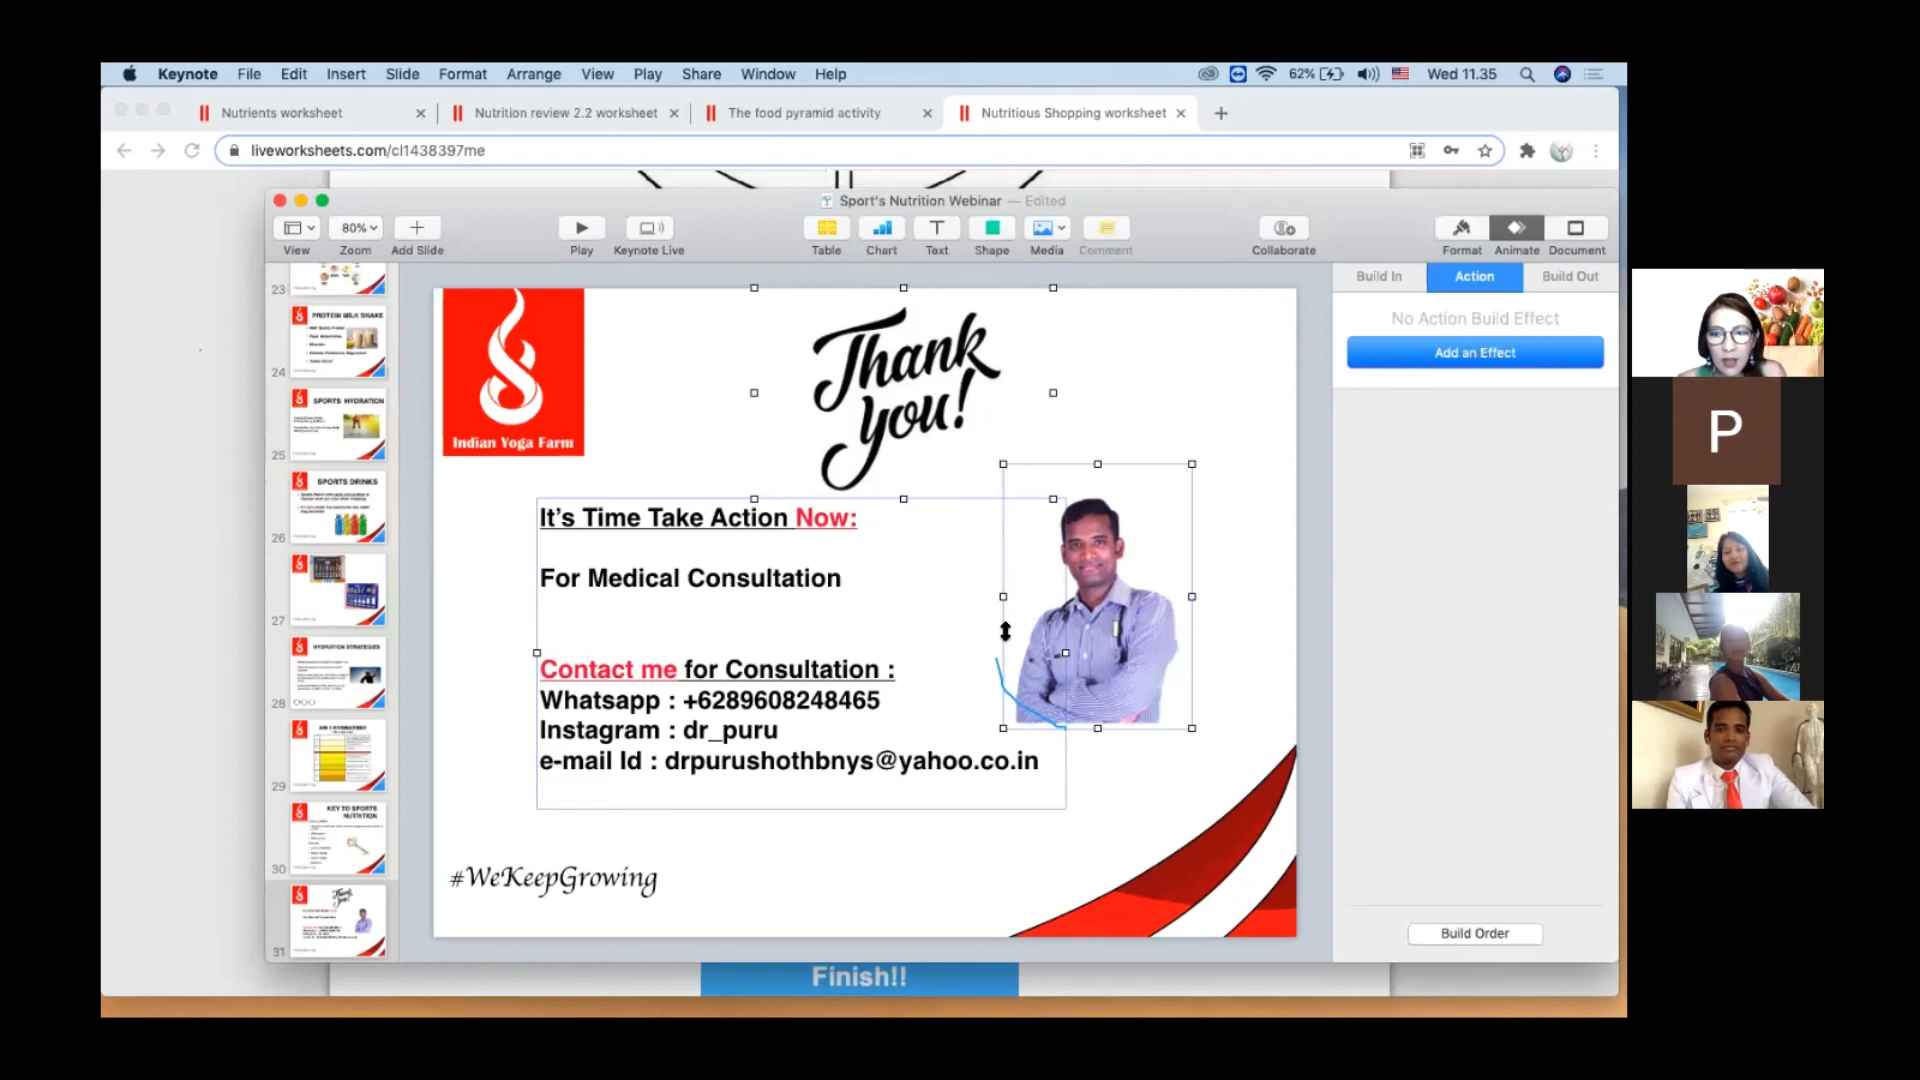 Keynote File Edit Insert Slide Format Arrange View Play Share Window Help 62% Wed 11.35
Nutrients worksheet Nutrition review 2.2 worksheet The food pyramid activity Nutritious Shopping worksheet
liveworksheets.com/cl1438397me
Sport's Nutrition Webinar — Edited
80%
View Zoom Add Slide Play Keynote Live Table Chart Text Shape Media Comment Collaborate Format Animate Document
Build In Action Build Out
No Action Build Effect
Add an Effect
Build Order
23
PROTEIN MILK SHAKE
24
SPORTS HYDRATION
25
SPORTS DRINKS
26
27
HYDRATION STRATEGIES
28
AM I HYDRATED?
29
KEY TO SPORTS
NUTRITION
30
Thank
you!
31
Indian Yoga Farm
Thank
you!
It's Time Take Action Now:
For Medical Consultation
Contact me for Consultation :
Whatsapp : +6289608248465
Instagram : dr_puru
e-mail Id : drpurushothbnys@yahoo.co.in
#WeKeepGrowing
Finish!!
P